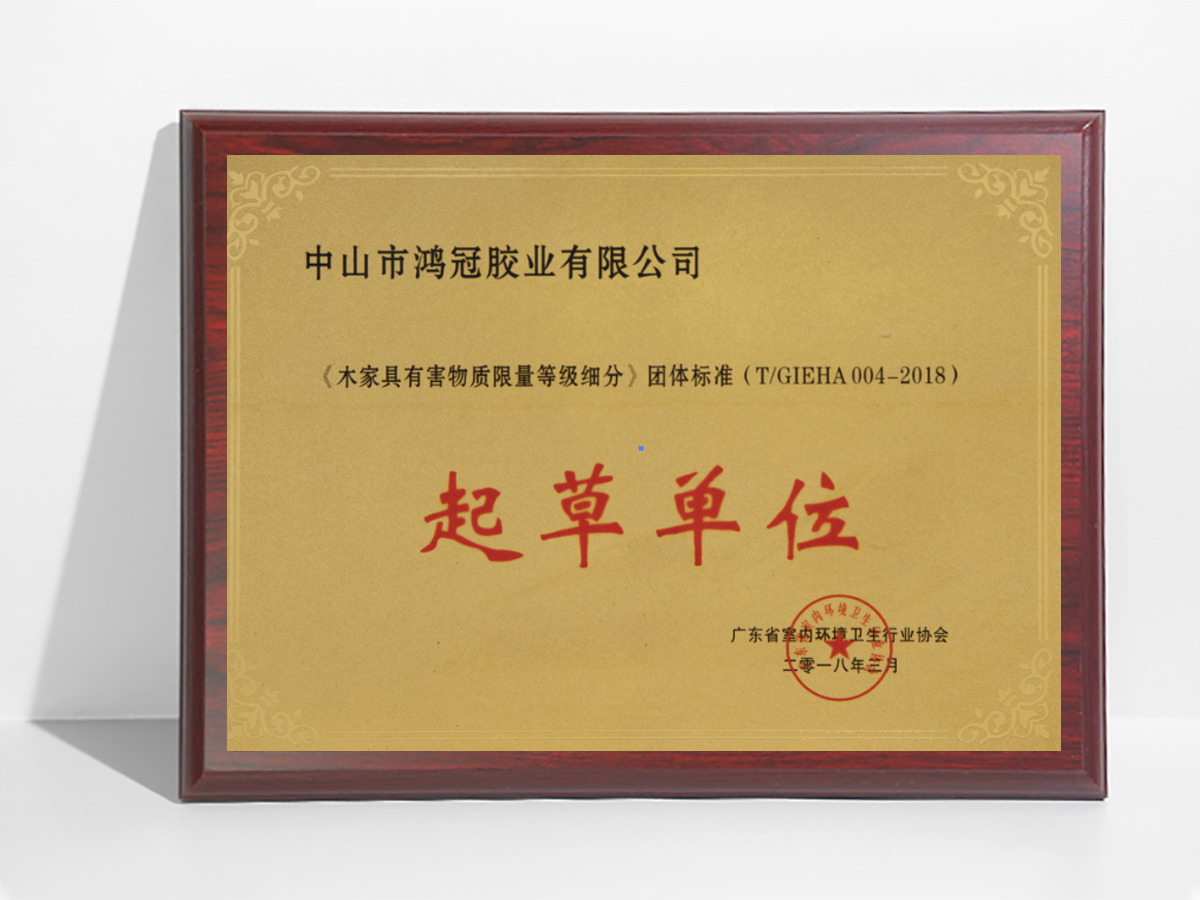 中山市鸿冠胶业有限公司
《木家具有害物质限量等级细分》团体标准（T/GIEHA 004-2018）
起草单位
广东省室内环境卫生行业协会
二零一八年三月